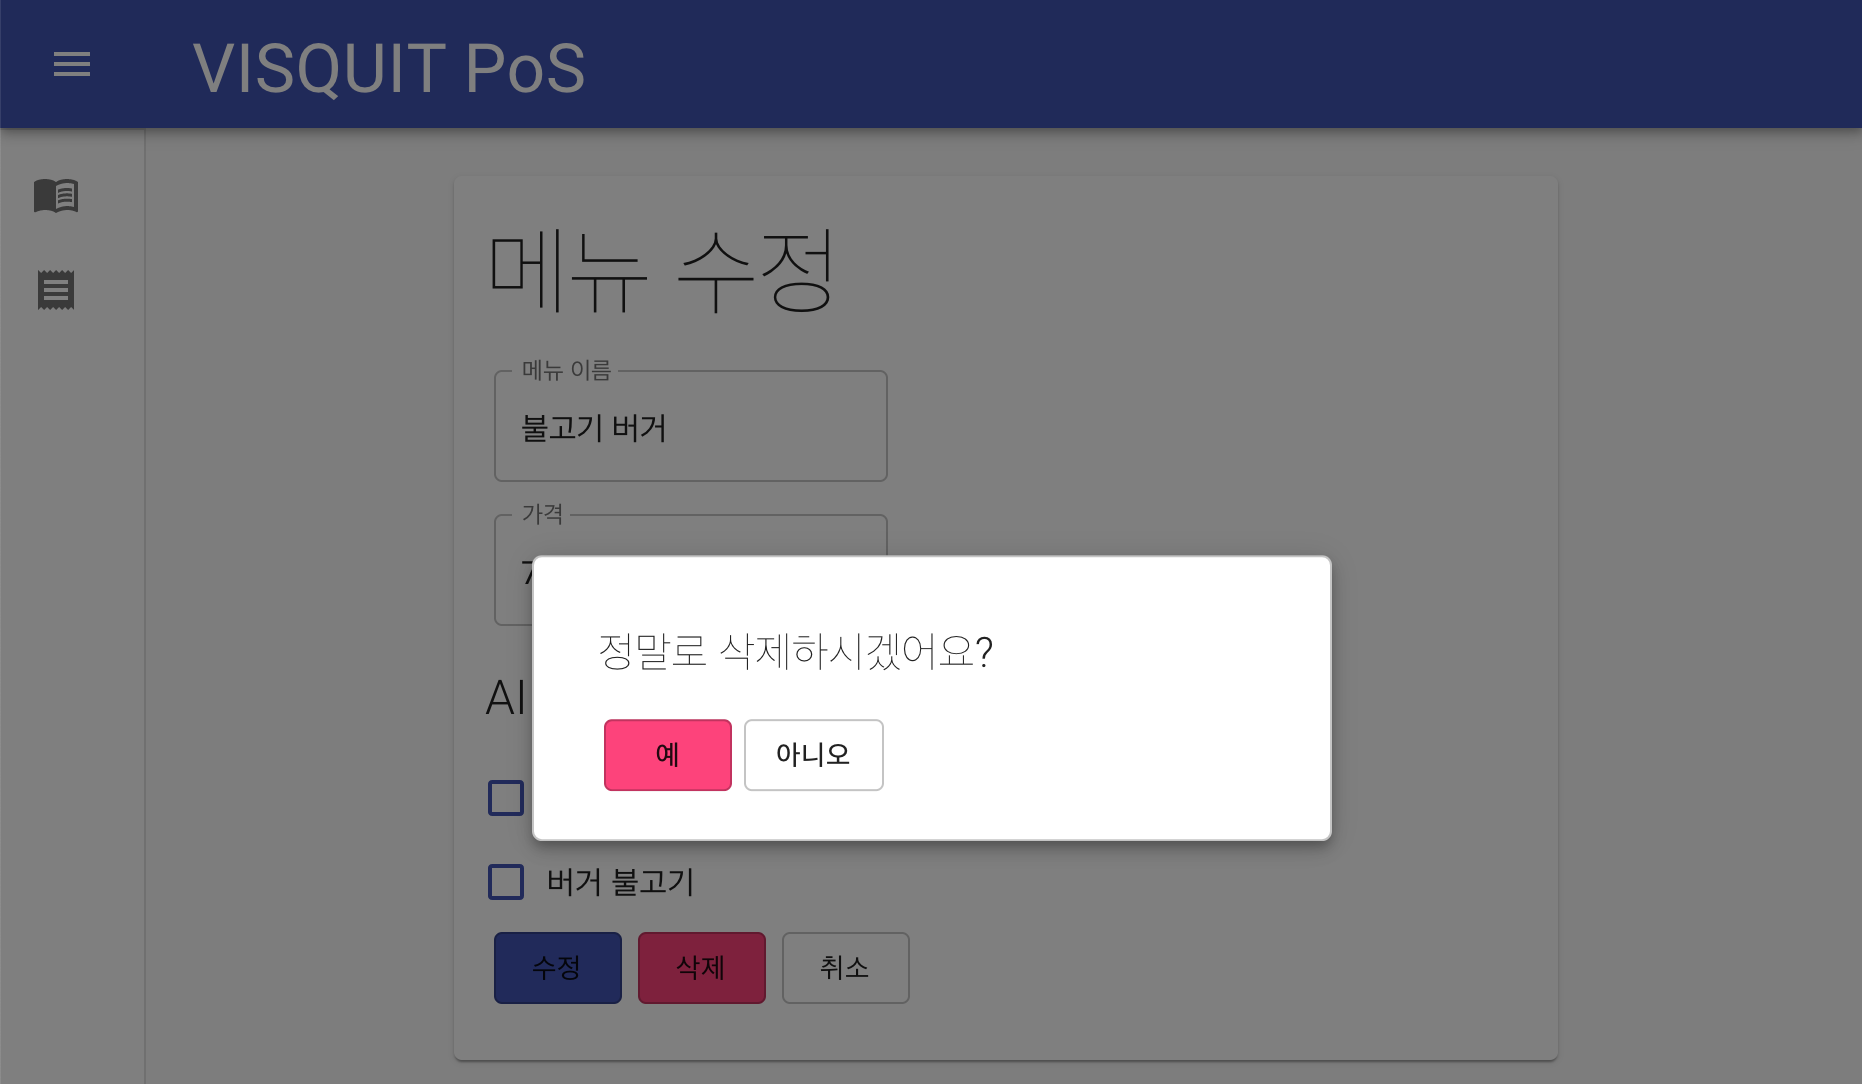 VISQUIT PoS
메뉴 수정
메뉴 이름
불고기 버거
가격
정말로 삭제하시겠어요?
AI
예 아니오
버거 불고기
수정 삭제 취소